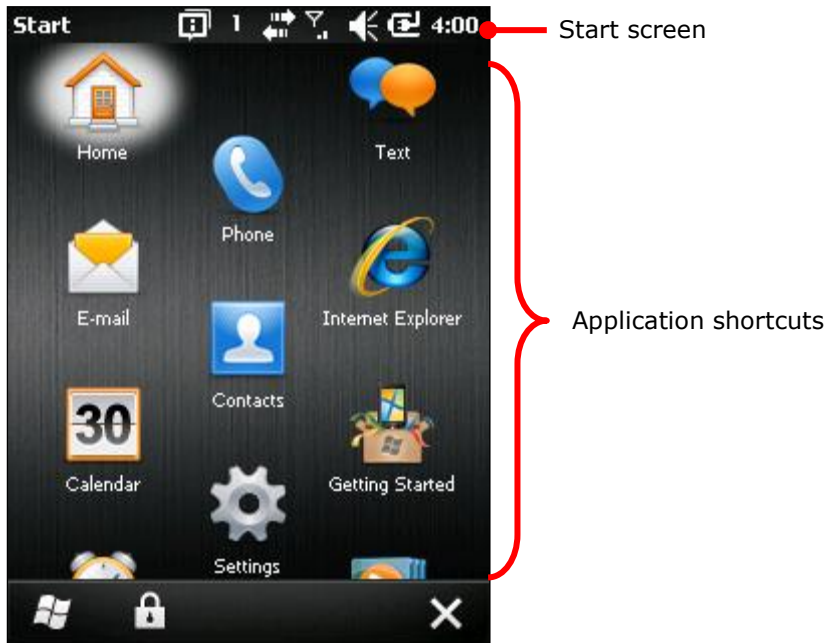 Start 1 4:00
Start screen
Home
Text
Phone
E-mail
Internet Explorer
Application shortcuts
Contacts
30
Calendar
Getting Started
Settings